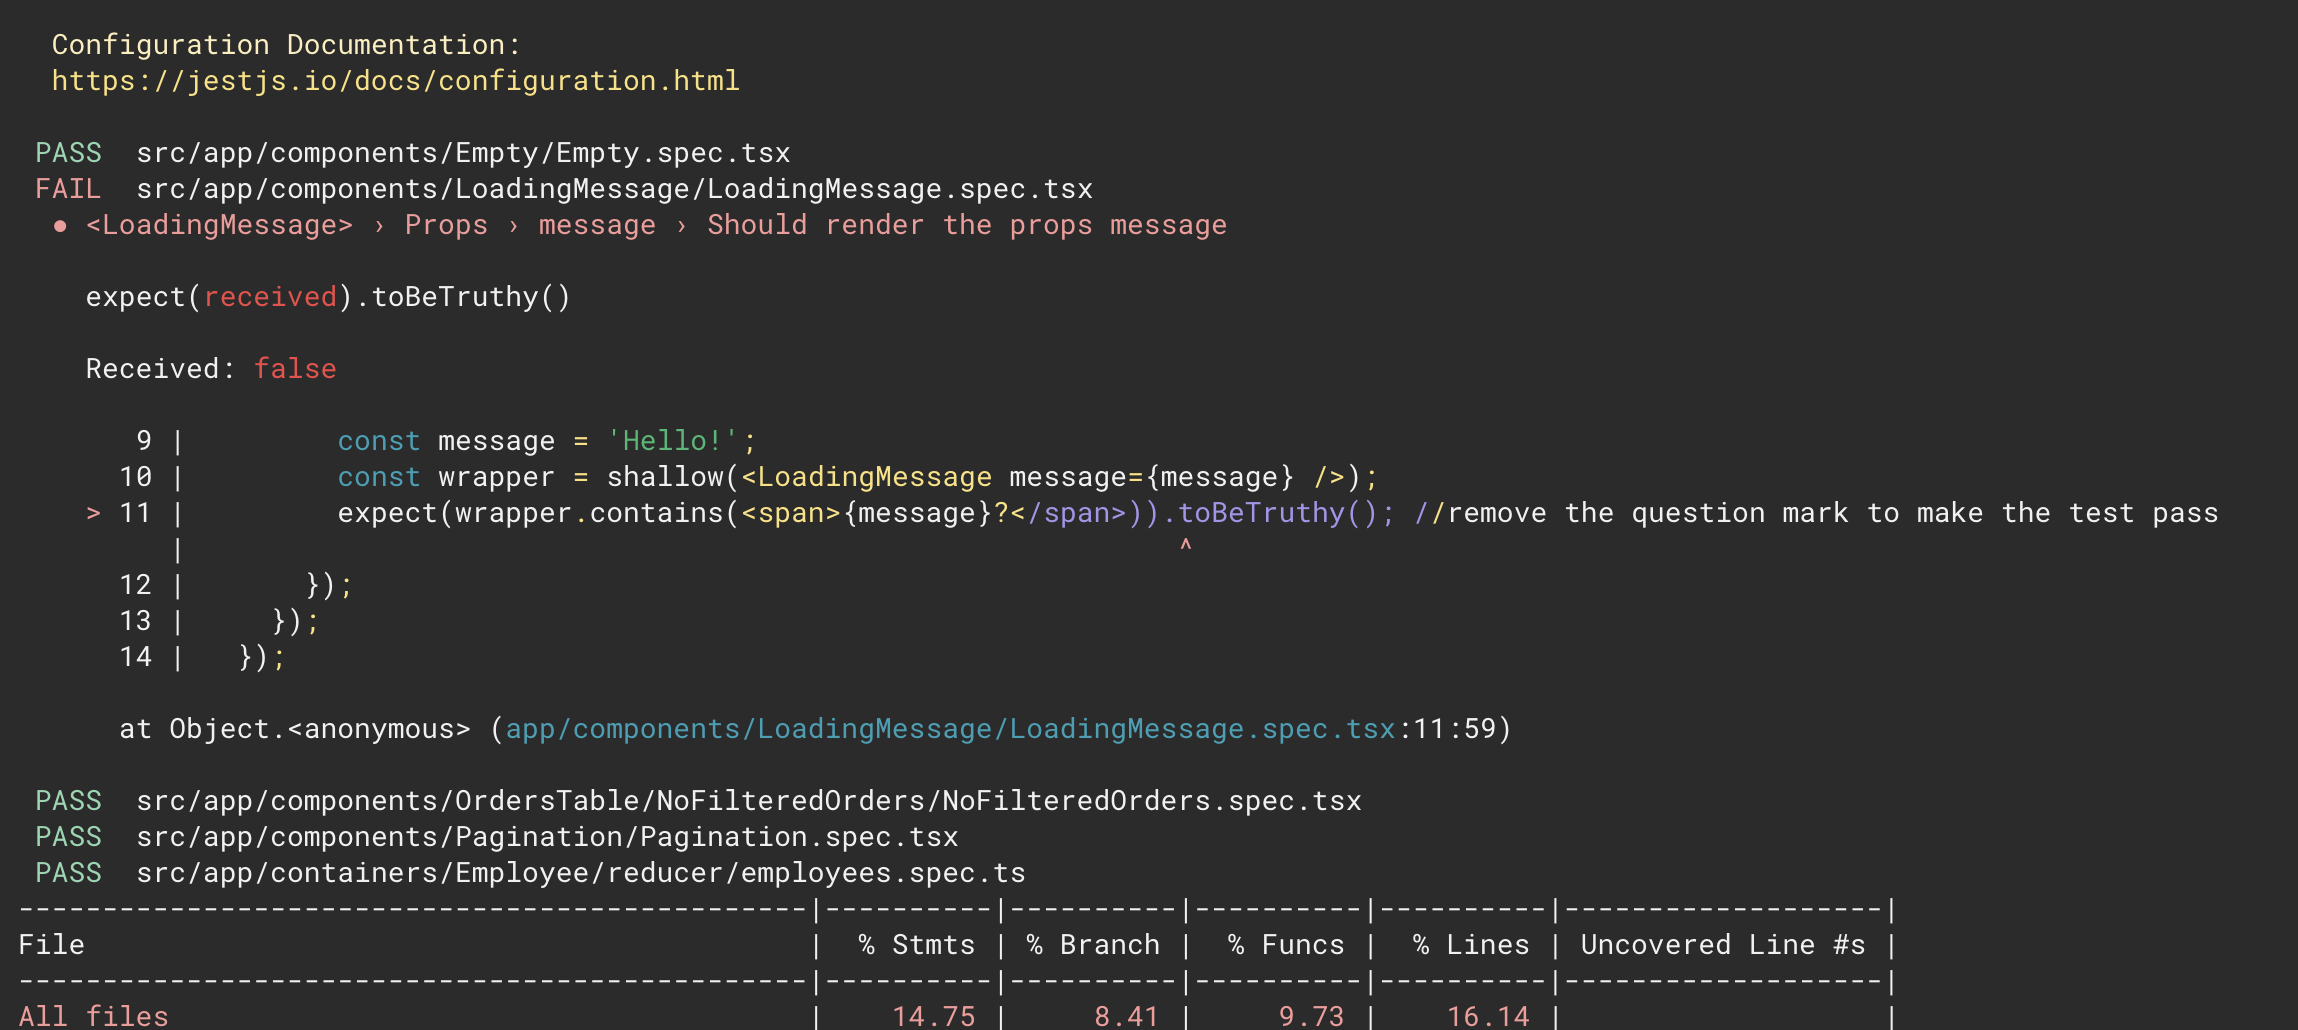 Configuration Documentation:
https://jestjs.io/docs/configuration.html
PASS src/app/components/Empty/Empty.spec.tsx
FAIL src/app/components/LoadingMessage/LoadingMessage.spec.tsx
● <LoadingMessage> › Props › message › Should render the props message
expect(received).toBeTruthy()
Received: false
9 | const message = 'Hello!';
10 | const wrapper = shallow(<LoadingMessage message={message} />);
> 11 | expect(wrapper.contains(<span>{message}?</span>)).toBeTruthy(); //remove the question mark to make the test pass
| ^
12 | });
13 | });
14 | });
at Object.<anonymous> (app/components/LoadingMessage/LoadingMessage.spec.tsx:11:59)
PASS src/app/components/OrdersTable/NoFilteredOrders/NoFilteredOrders.spec.tsx
PASS src/app/components/Pagination/Pagination.spec.tsx
PASS src/app/containers/Employee/reducer/employees.spec.ts
-----------------------------------------------|----------|----------|----------|----------|-------------------|
File | % Stmts | % Branch | % Funcs | % Lines | Uncovered Line #s |
-----------------------------------------------|----------|----------|----------|----------|-------------------|
All files | 14.75 | 8.41 | 9.73 | 16.14 | |